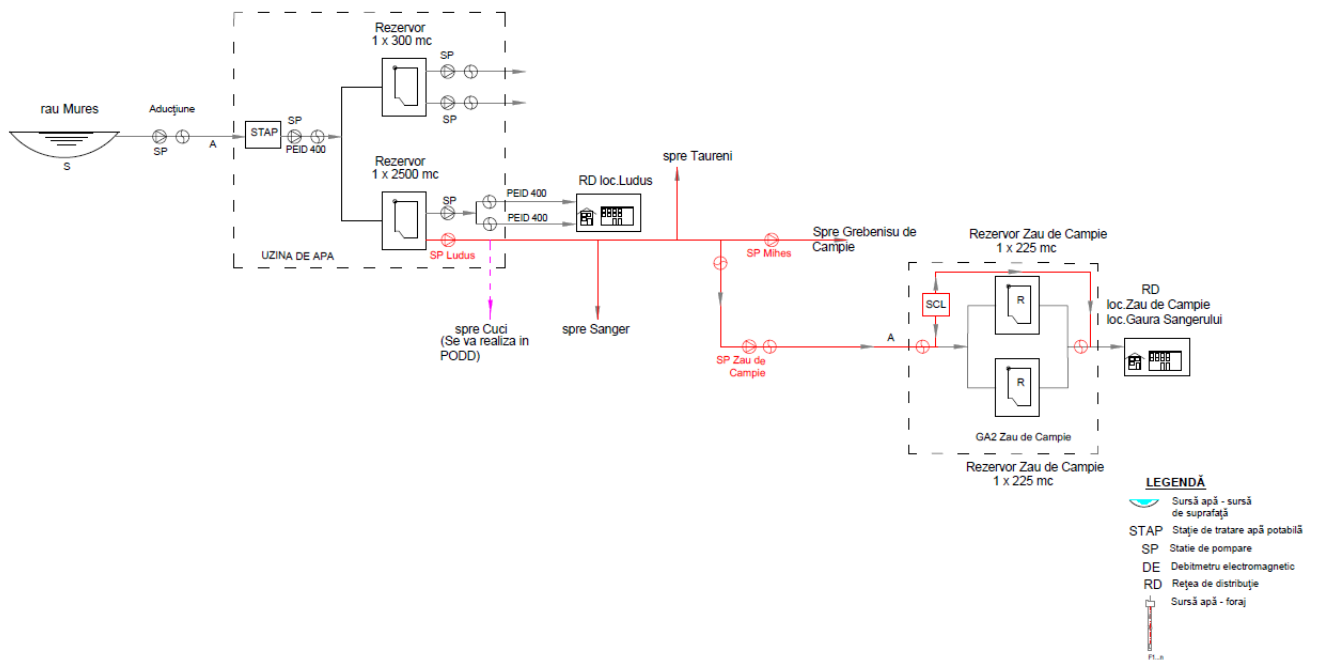 Rezervor
1 x 300 mc
SP
SP
rau Mures
Aducțiune
SP
A
S
STAP
SP
PEID 400
Rezervor
1 x 2500 mc
SP
PEID 400
PEID 400
RD loc.Ludus
UZINA DE APA
SP Ludus
spre Taureni
SP Mihes
Spre Grebenisu de
Campie
spre Cuci
(Se va realiza in
PODD)
spre Sanger
SP Zau de
Campie
A
Rezervor Zau de Campie
1 x 225 mc
SCL
R
R
GA2 Zau de Campie
Rezervor Zau de Campie
1 x 225 mc
RD
loc.Zau de Campie
loc.Gaura Sangerului
LEGENDĂ
Sursă apă - sursă
de suprafaţă
STAP Staţie de tratare apă potabilă
SP Statie de pompare
DE Debitmetru electromagnetic
RD Reţea de distribuţie
Sursă apă - foraj
F1...n